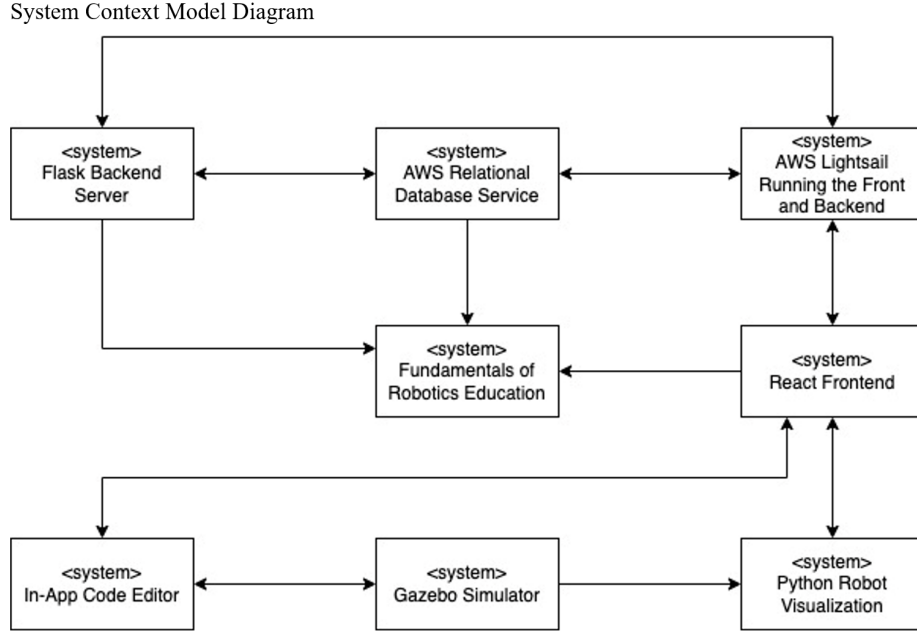 System Context Model Diagram
<system>
Flask Backend
Server
<system>
AWS Relational
Database Service
<system>
AWS Lightsail
Running the Front
and Backend
<system>
Fundamentals of
Robotics Education
<system>
React Frontend
<system>
In-App Code Editor
<system>
Gazebo Simulator
<system>
Python Robot
Visualization